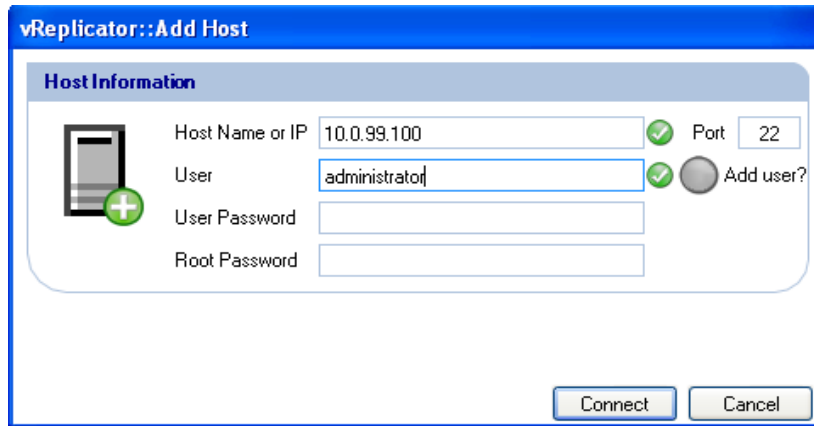 vReplicator::Add Host
Host Information
Host Name or IP 10.0.99.100 Port 22
User administrator Add user?
User Password
Root Password
Connect Cancel